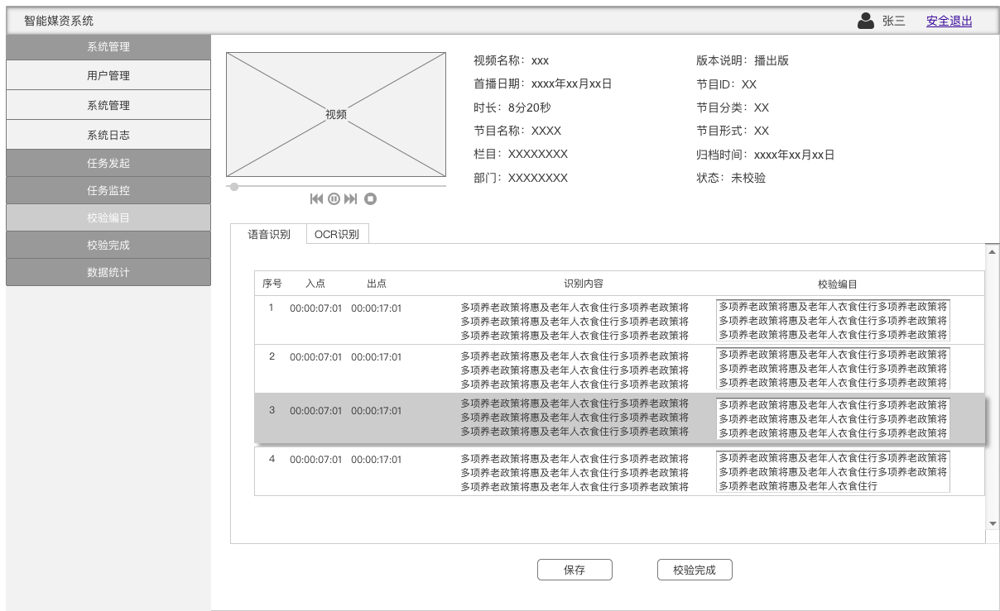 智能媒资系统
张三 安全退出
系统管理
用户管理
系统管理
系统日志
任务发起
任务监控
校验编目
校验完成
数据统计
视频
视频名称：xxx
首播日期：xxxx年xx月xx日
时长：8分20秒
节目名称：XXXX
栏目：XXXXXXXX
部门：XXXXXXXX
版本说明：播出版
节目ID：XX
节目分类：XX
节目形式：XX
归档时间：xxxx年xx月xx日
状态：未校验
语音识别 OCR识别
序号 入点 出点 识别内容 校验编目
1 00:00:07:01 00:00:17:01
多项养老政策将惠及老年人衣食住行多项养老政策将
多项养老政策将惠及老年人衣食住行多项养老政策将
多项养老政策将惠及老年人衣食住行多项养老政策将
多项养老政策将惠及老年人衣食住行多项养老政策将
多项养老政策将惠及老年人衣食住行多项养老政策将
多项养老政策将惠及老年人衣食住行多项养老政策将
2 00:00:07:01 00:00:17:01
多项养老政策将惠及老年人衣食住行多项养老政策将
多项养老政策将惠及老年人衣食住行多项养老政策将
多项养老政策将惠及老年人衣食住行多项养老政策将
多项养老政策将惠及老年人衣食住行多项养老政策将
多项养老政策将惠及老年人衣食住行多项养老政策将
多项养老政策将惠及老年人衣食住行多项养老政策将
3 00:00:07:01 00:00:17:01
多项养老政策将惠及老年人衣食住行多项养老政策将
多项养老政策将惠及老年人衣食住行多项养老政策将
多项养老政策将惠及老年人衣食住行多项养老政策将
多项养老政策将惠及老年人衣食住行多项养老政策将
多项养老政策将惠及老年人衣食住行多项养老政策将
多项养老政策将惠及老年人衣食住行多项养老政策将
4 00:00:07:01 00:00:17:01
多项养老政策将惠及老年人衣食住行多项养老政策将
多项养老政策将惠及老年人衣食住行多项养老政策将
多项养老政策将惠及老年人衣食住行多项养老政策将
多项养老政策将惠及老年人衣食住行多项养老政策将
多项养老政策将惠及老年人衣食住行多项养老政策将
多项养老政策将惠及老年人衣食住行
保存 校验完成